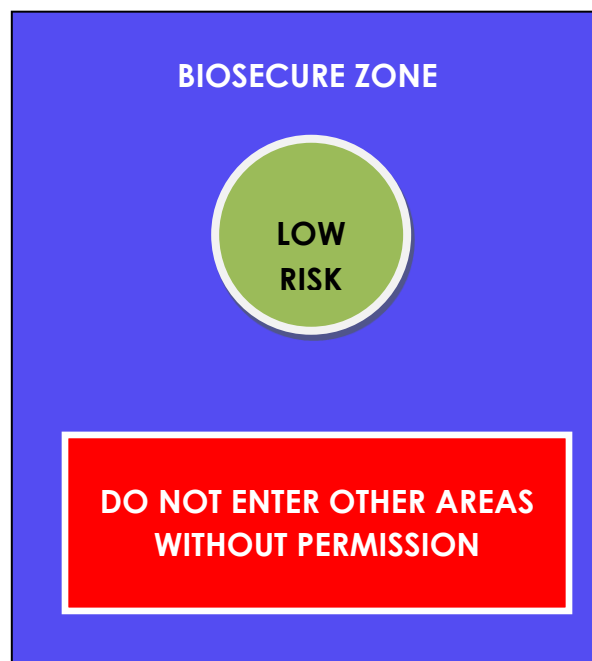 BIOSECURE ZONE
LOW
RISK
DO NOT ENTER OTHER AREAS
WITHOUT PERMISSION